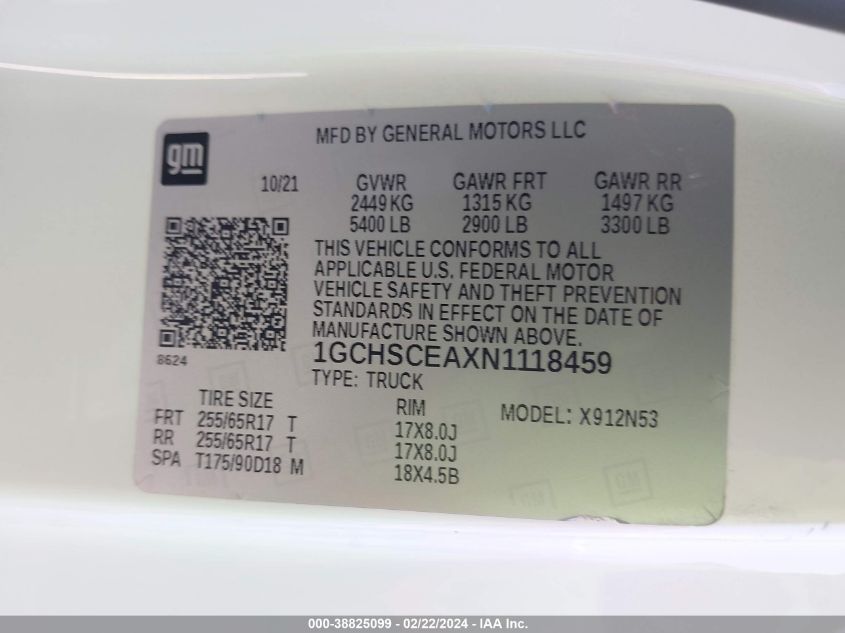 gm
MFD BY GENERAL MOTORS LLC
10/21 GVWR GAWR FRT GAWR RR
2449 KG 1315 KG 1497 KG
5400 LB 2900 LB 3300 LB
THIS VEHICLE CONFORMS TO ALL
APPLICABLE U.S. FEDERAL MOTOR
VEHICLE SAFETY AND THEFT PREVENTION
STANDARDS IN EFFECT ON THE DATE OF
MANUFACTURE SHOWN ABOVE.
8624
1GCHSCEAXN1118459
TYPE: TRUCK
TIRE SIZE RIM MODEL: X912N53
FRT 255/65R17 T 17X8.0J
RR 255/65R17 T 17X8.0J
SPA T175/90D18 M 18X4.5B
GM
GM
000-38825099 - 02/22/2024 - IAA Inc.